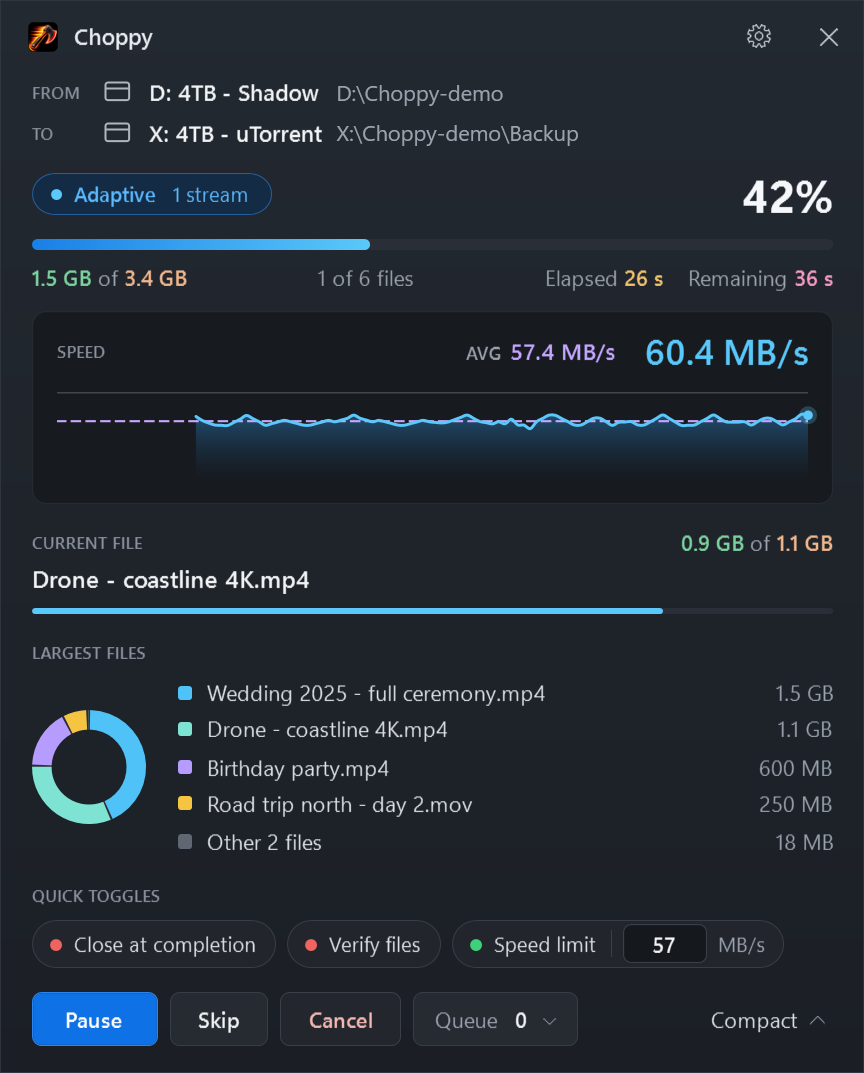 Choppy
FROM D: 4TB - Shadow D:\Choppy-demo
TO X: 4TB - uTorrent X:\Choppy-demo\Backup
Adaptive 1 stream
42%
1.5 GB of 3.4 GB 1 of 6 files Elapsed 26 s Remaining 36 s
SPEED AVG 57.4 MB/s 60.4 MB/s
CURRENT FILE 0.9 GB of 1.1 GB
Drone - coastline 4K.mp4
LARGEST FILES
Wedding 2025 - full ceremony.mp4 1.5 GB
Drone - coastline 4K.mp4 1.1 GB
Birthday party.mp4 600 MB
Road trip north - day 2.mov 250 MB
Other 2 files 18 MB
QUICK TOGGLES
Close at completion Verify files Speed limit 57 MB/s
Pause Skip Cancel Queue 0 Compact